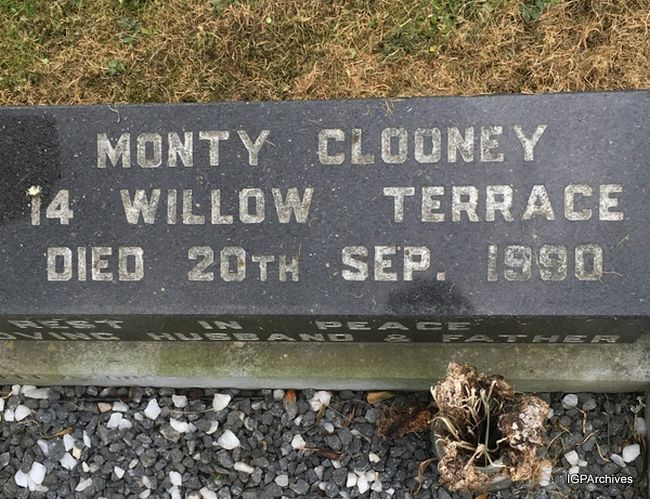 MONTY CLOONEY
14 WILLOW TERRACE
DIED 20TH SEP. 1990
REST IN PEACE
LOVING HUSBAND & FATHER
IGPArchives